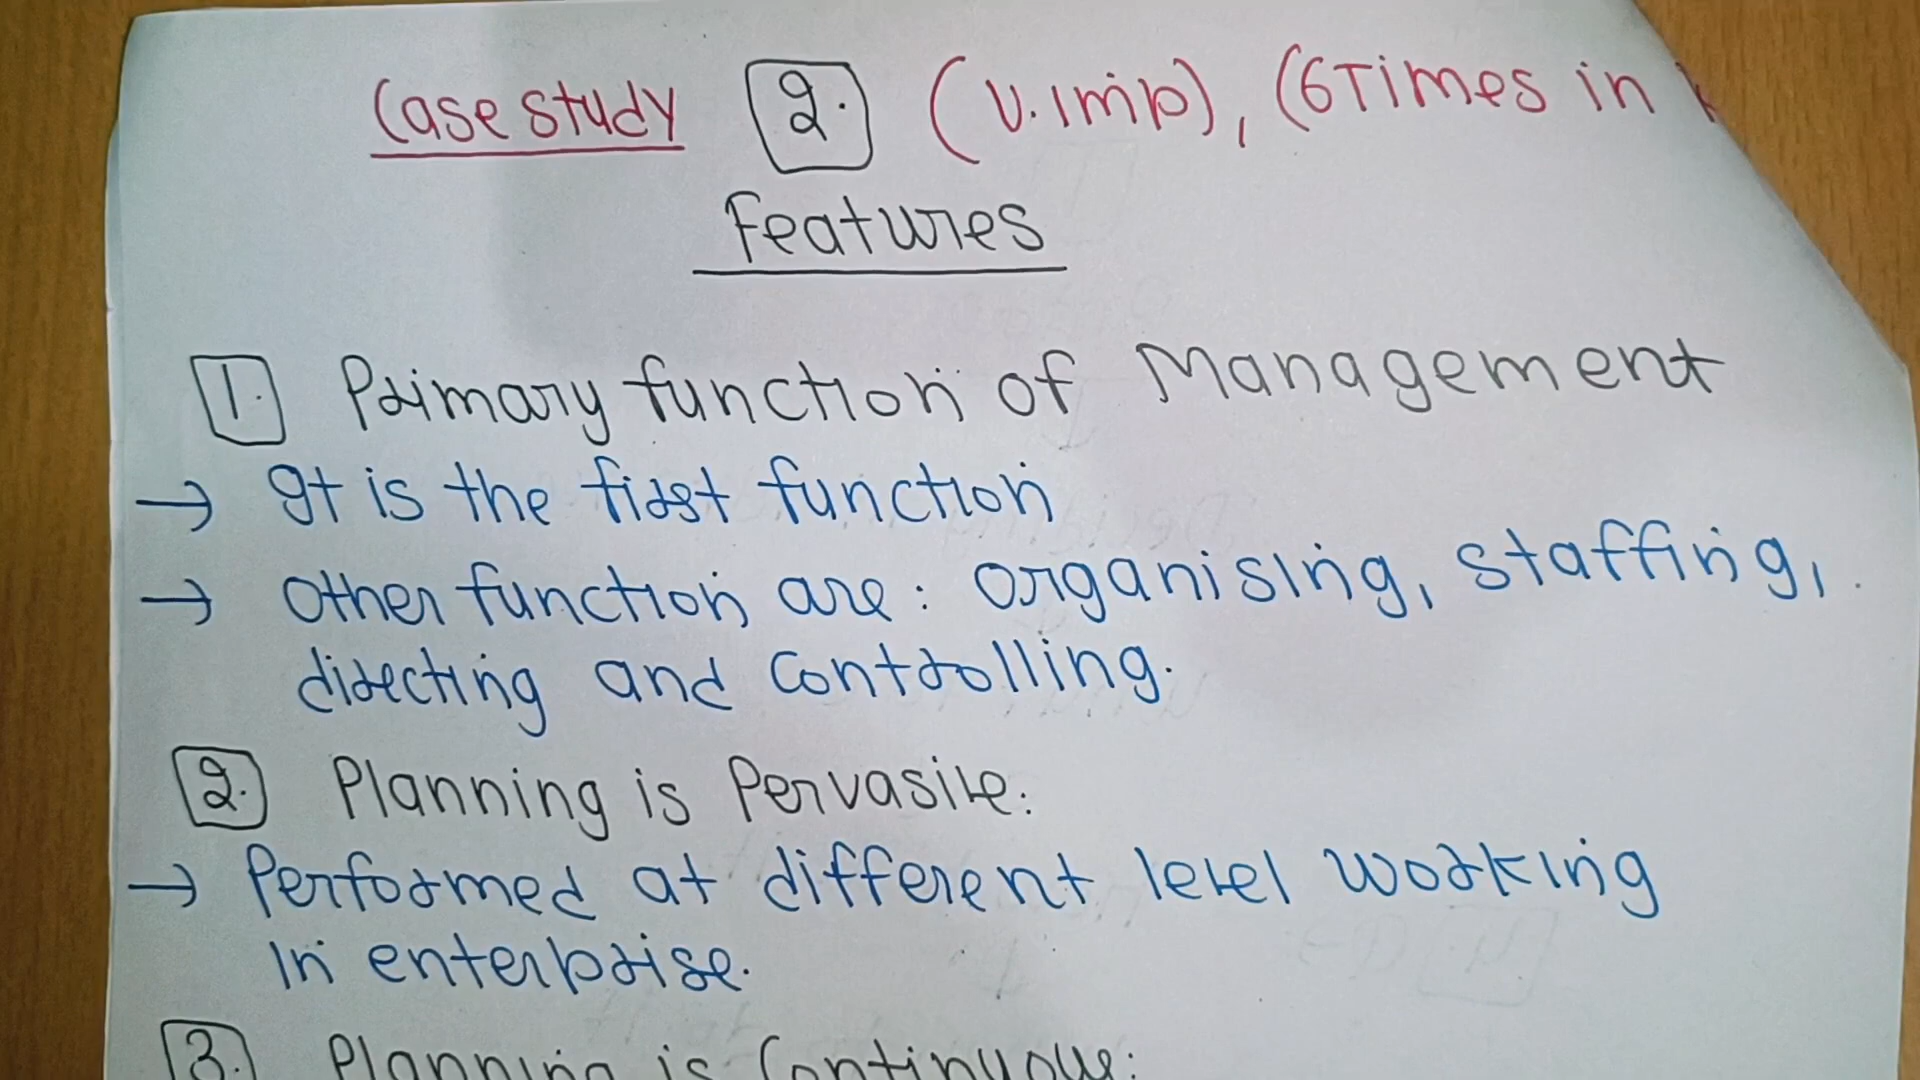 Case study 2. (V.Imp), (6Times in
Features
1. Primary function of Management
→ It is the first function
→ Other function are: Organising, staffing,
directing and controlling.
2. Planning is Pervasive:
→ Performed at different level working
in enterprise.
3. Planning is Continuous: